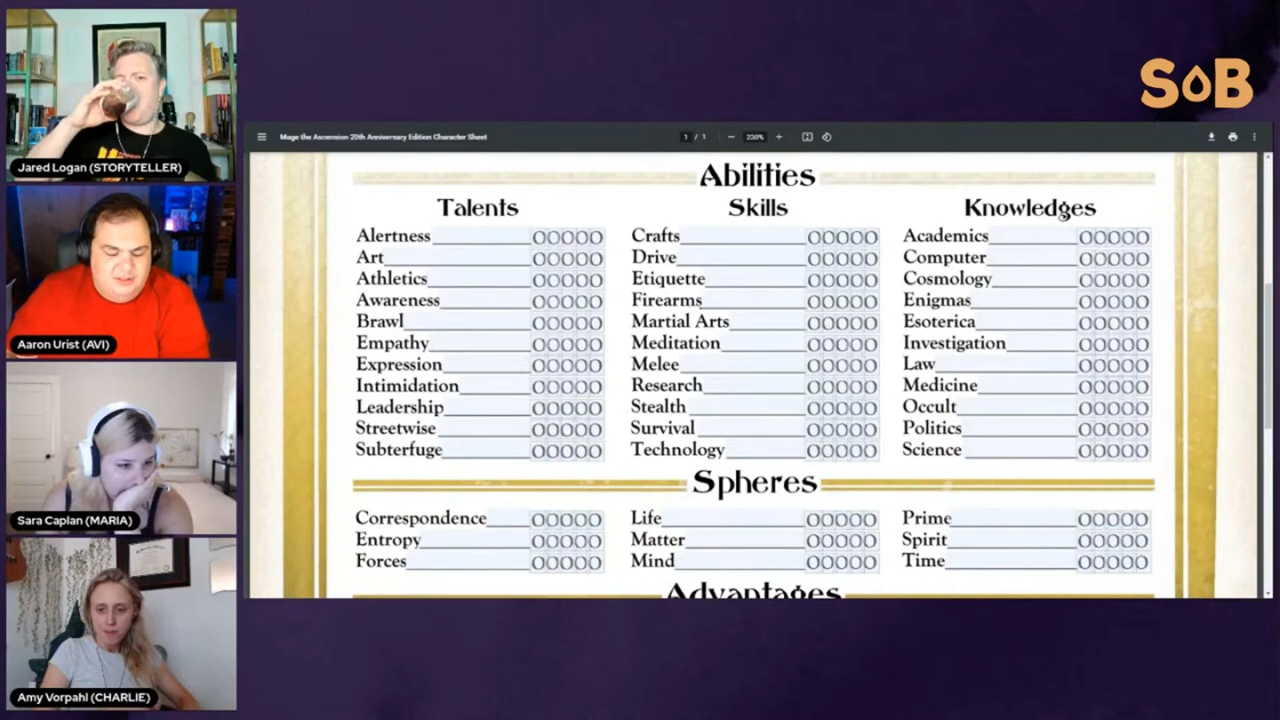 SOB
Jared Logan (STORYTELLER)
Aaron Urist (AVI)
Sara Caplan (MARIA)
Amy Vorpahl (CHARLIE)
Mage the Ascension 20th Anniversary Edition Character Sheet
1 / 1
230%
Abilities
Talents
Alertness
Art
Athletics
Awareness
Brawl
Empathy
Expression
Intimidation
Leadership
Streetwise
Subterfuge
Skills
Crafts
Drive
Etiquette
Firearms
Martial Arts
Meditation
Melee
Research
Stealth
Survival
Technology
Knowledges
Academics
Computer
Cosmology
Enigmas
Esoterica
Investigation
Law
Medicine
Occult
Politics
Science
Spheres
Correspondence
Entropy
Forces
Life
Matter
Mind
Prime
Spirit
Time
Advantages